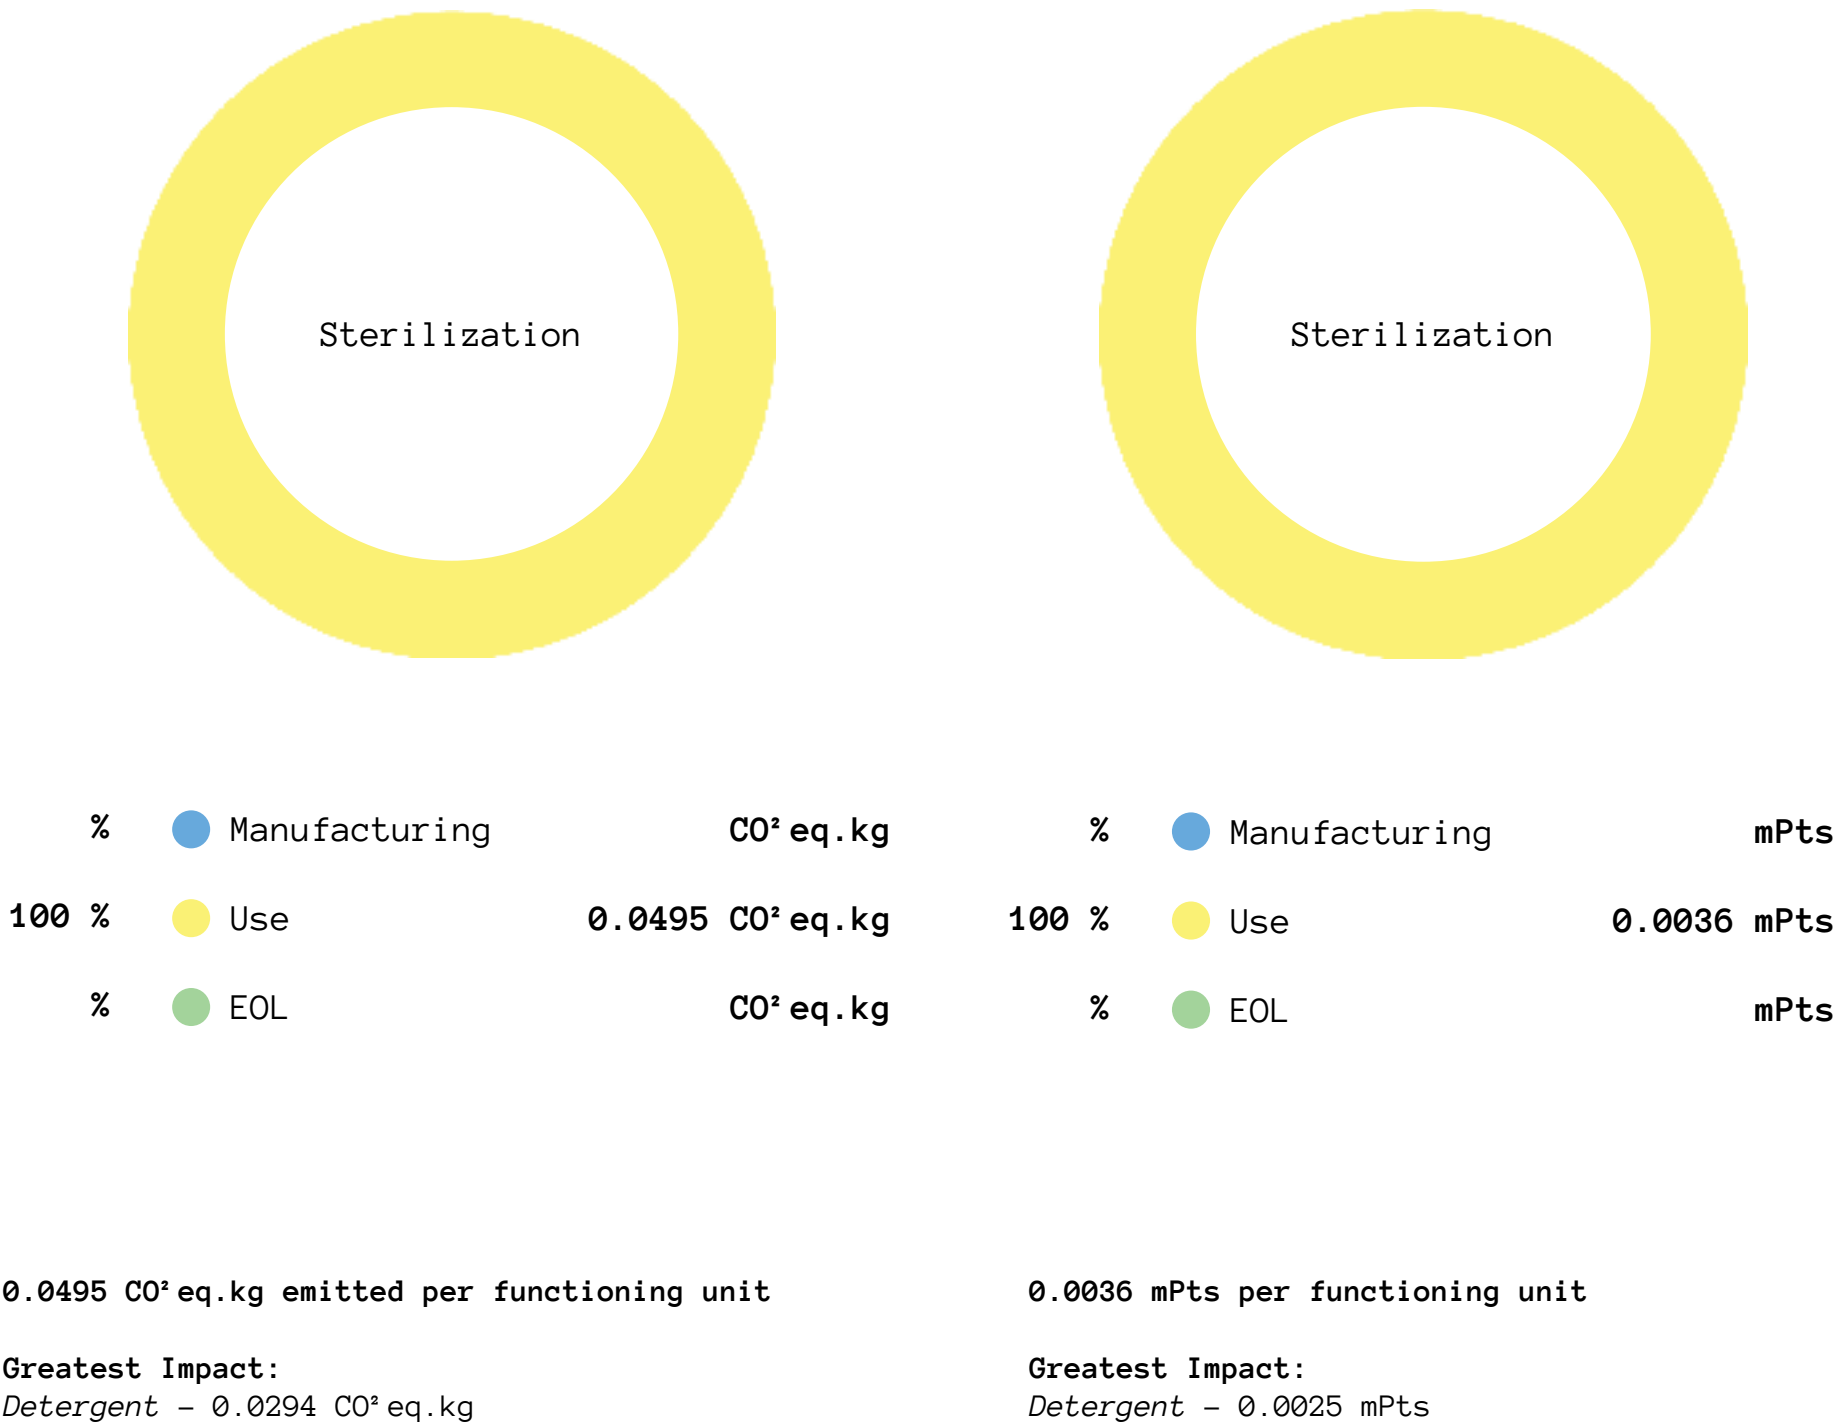 Sterilization
% Manufacturing CO² eq.kg
100 % Use 0.0495 CO² eq.kg
% EOL CO² eq.kg
0.0495 CO² eq.kg emitted per functioning unit
Greatest Impact:
Detergent – 0.0294 CO² eq.kg
Sterilization
% Manufacturing mPts
100 % Use 0.0036 mPts
% EOL mPts
0.0036 mPts per functioning unit
Greatest Impact:
Detergent – 0.0025 mPts